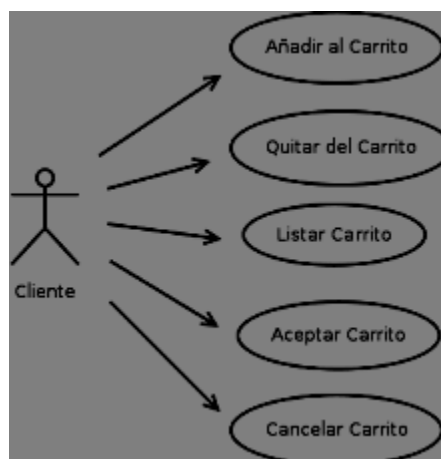 Añadir al Carrito
Quitar del Carrito
Listar Carrito
Cliente
Aceptar Carrito
Cancelar Carrito